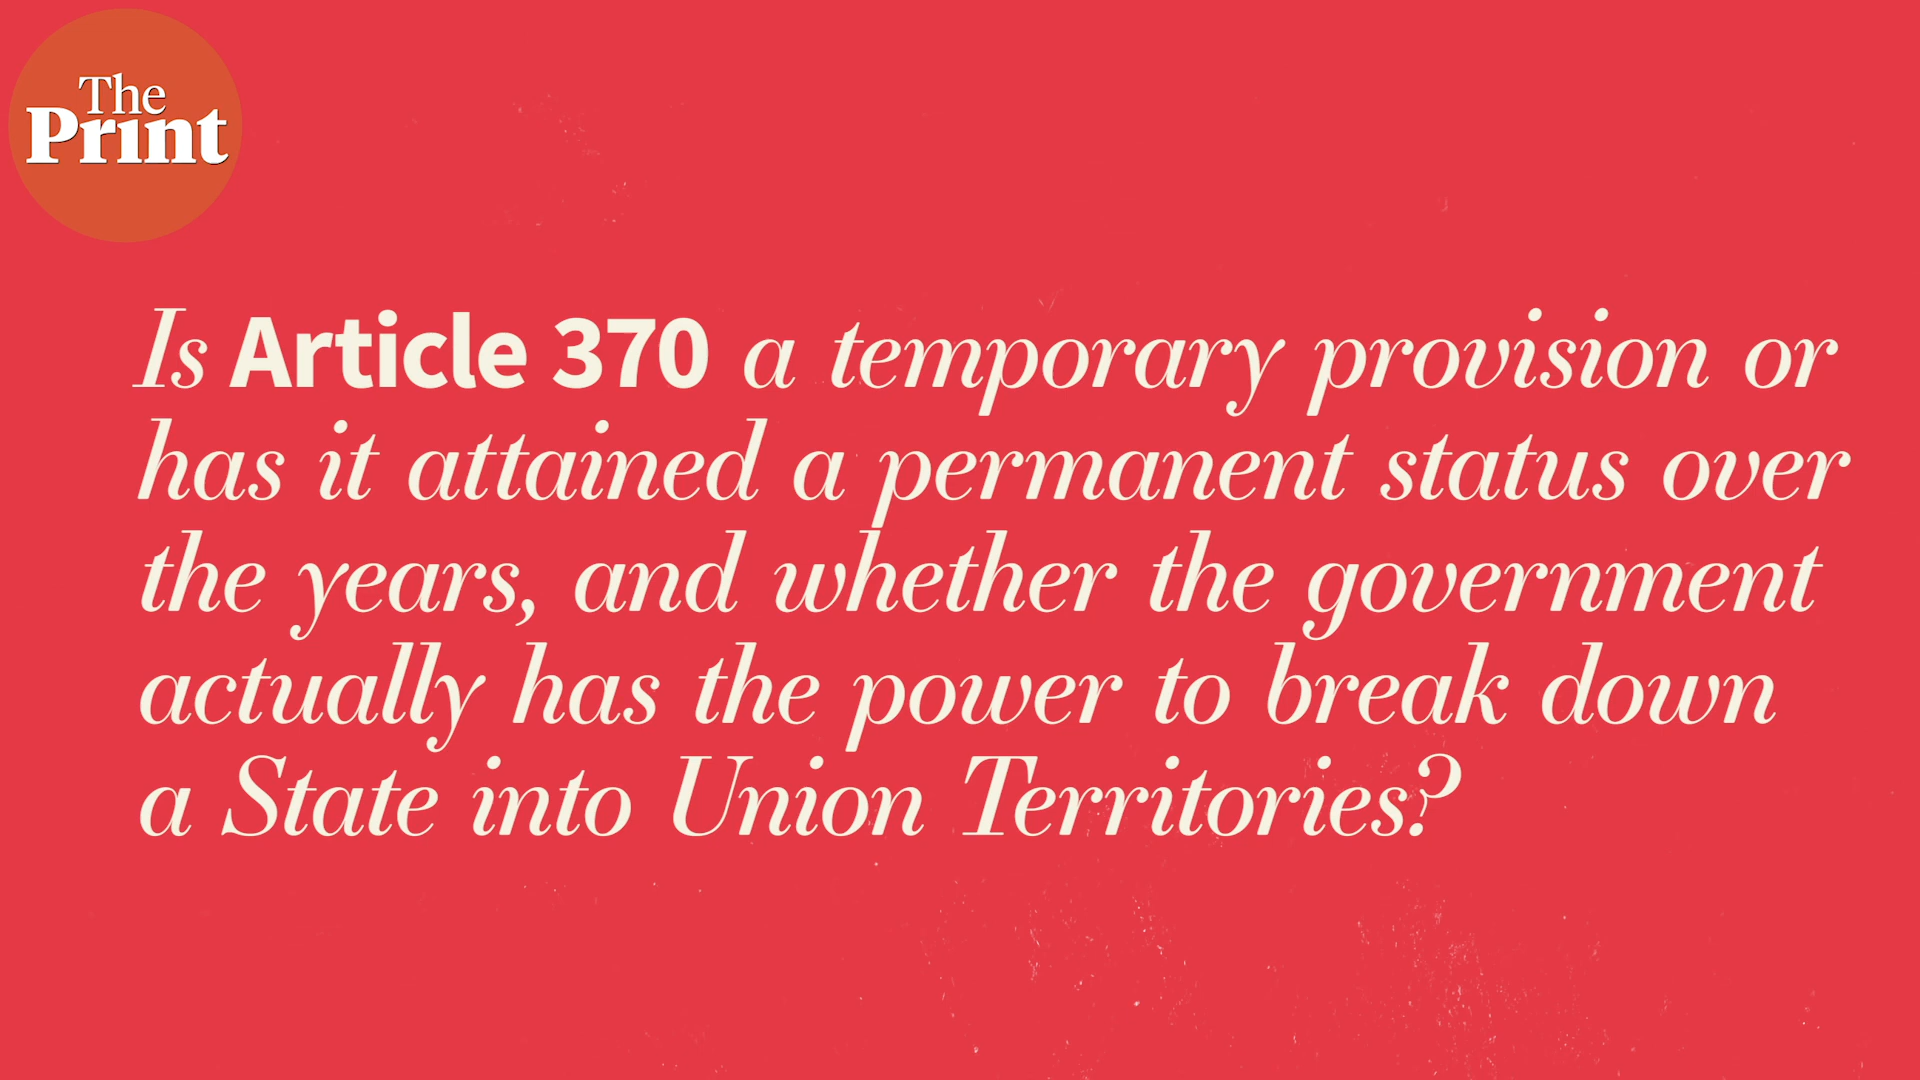 The
Print
Is Article 370 a temporary provision or
has it attained a permanent status over
the years, and whether the government
actually has the power to break down
a State into Union Territories?